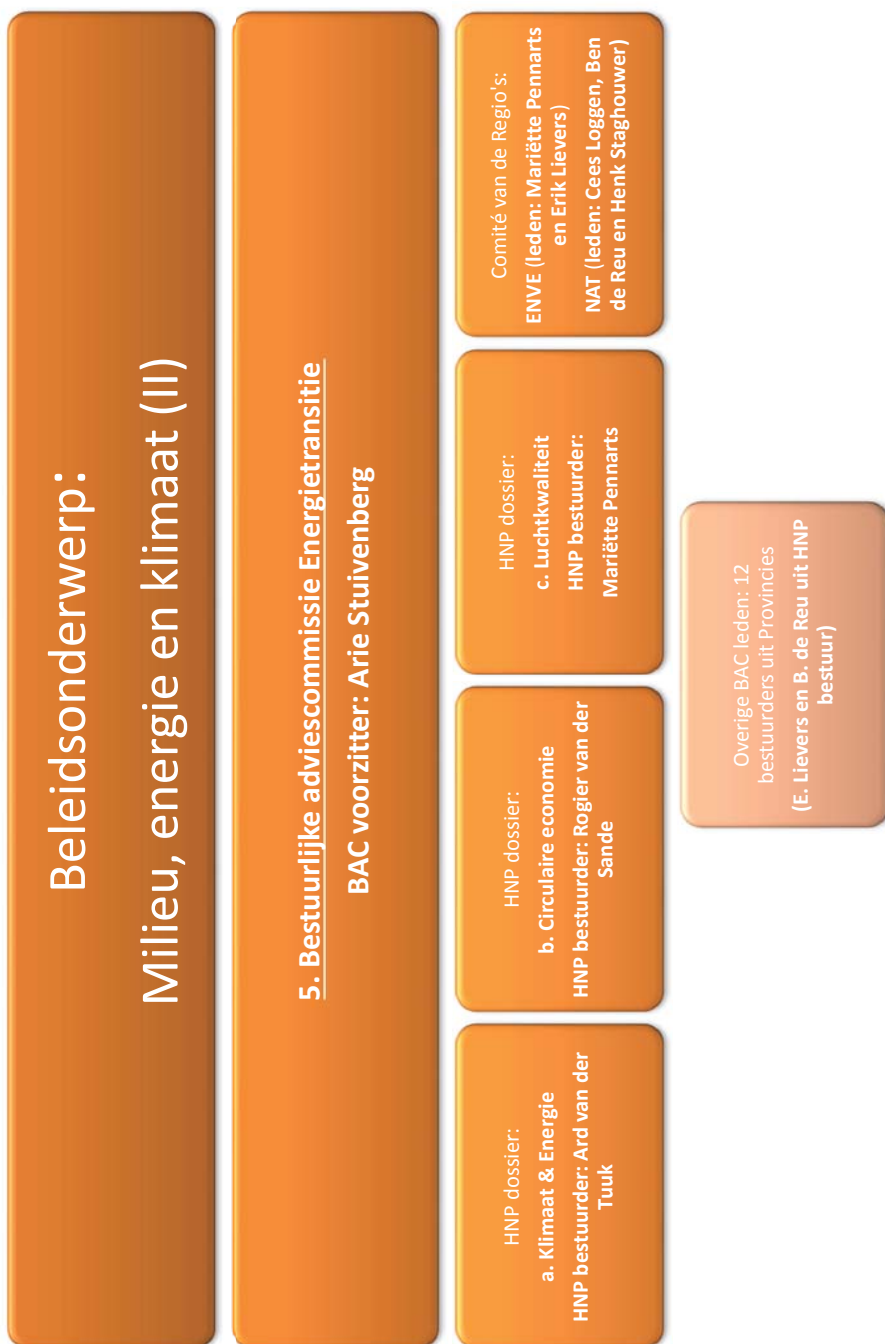 Beleidsonderwerp:
Milieu, energie en klimaat (II)
5. Bestuurlijke adviescommissie Energietransitie
BAC voorzitter: Arie Stuivenberg
HNP dossier:
a. Klimaat & Energie
HNP bestuurder: Ard van der
Tuuk
HNP dossier:
b. Circulaire economie
HNP bestuurder: Rogier van der
Sande
HNP dossier:
c. Luchtkwaliteit
HNP bestuurder:
Mariëtte Pennarts
Comité van de Regio's:
ENVE (leden: Mariëtte Pennarts
en Erik Lievers)
NAT (leden: Cees Loggen, Ben
de Reu en Henk Staghouwer)
Overige BAC leden: 12
bestuurders uit Provincies
(E. Lievers en B. de Reu uit HNP
bestuur)